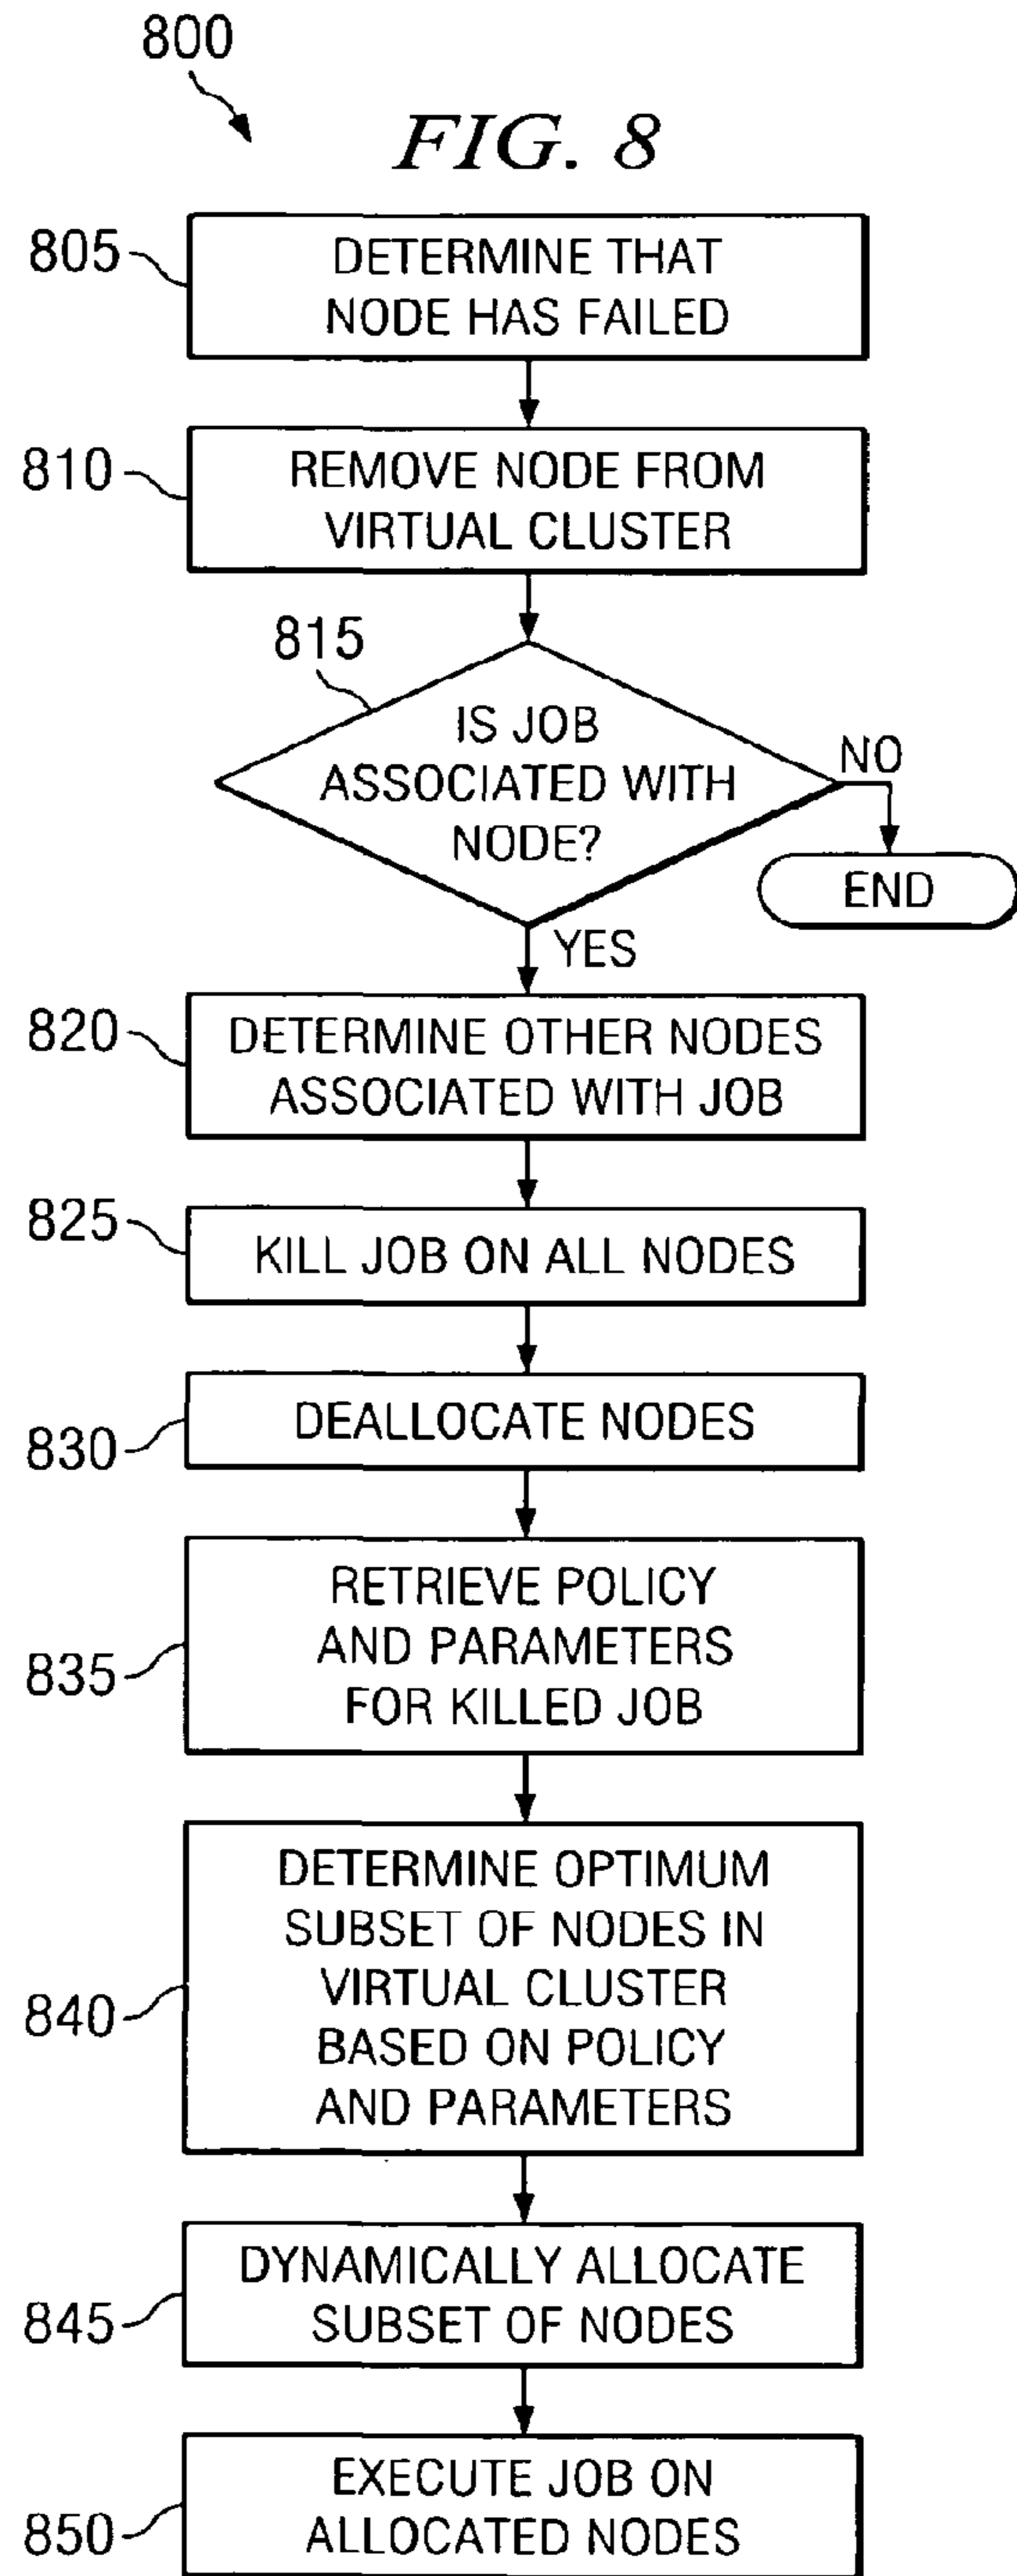 800
FIG. 8
805
DETERMINE THAT
NODE HAS FAILED
810
REMOVE NODE FROM
VIRTUAL CLUSTER
815
IS JOB
ASSOCIATED WITH
NODE?
NO
END
YES
820
DETERMINE OTHER NODES
ASSOCIATED WITH JOB
825
KILL JOB ON ALL NODES
830
DEALLOCATE NODES
835
RETRIEVE POLICY
AND PARAMETERS
FOR KILLED JOB
840
DETERMINE OPTIMUM
SUBSET OF NODES IN
VIRTUAL CLUSTER
BASED ON POLICY
AND PARAMETERS
845
DYNAMICALLY ALLOCATE
SUBSET OF NODES
850
EXECUTE JOB ON
ALLOCATED NODES